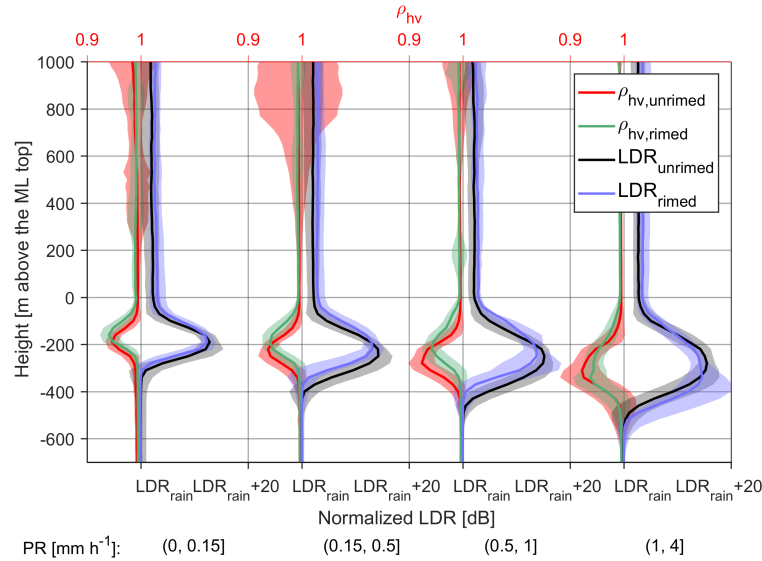 ρhv
0.9 1 0.9 1 0.9 1 0.9 1
1000
800
600
400
200
0
-200
-400
-600
Height [m above the ML top]
ρhv,unrimed
ρhv,rimed
LDRunrimed
LDRrimed
LDRrain LDRrain+20 LDRrain LDRrain+20 LDRrain LDRrain+20 LDRrain LDRrain+20
Normalized LDR [dB]
PR [mm h-1]: (0, 0.15] (0.15, 0.5] (0.5, 1] (1, 4]